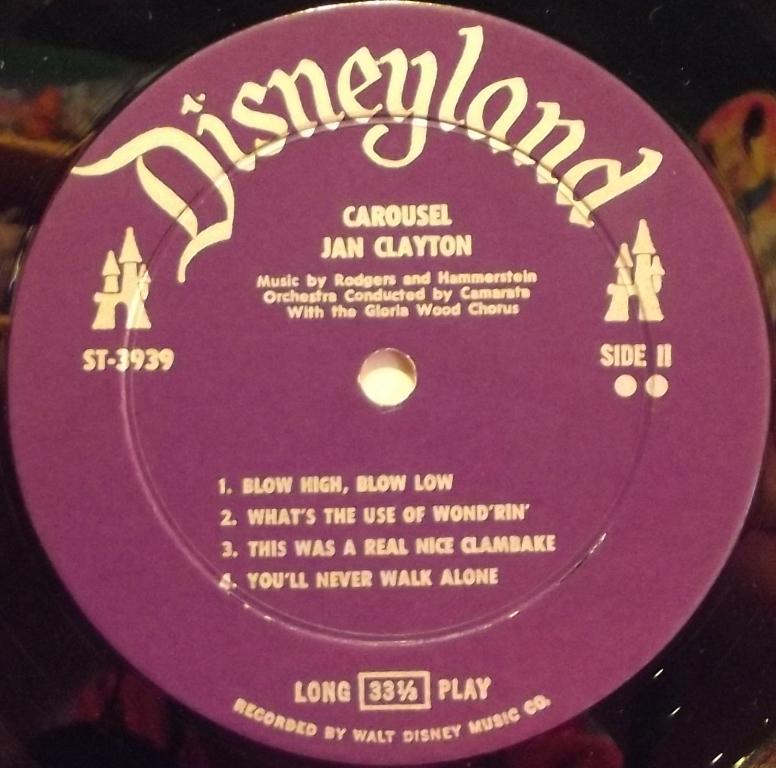 Disneyland
CAROUSEL
JAN CLAYTON
Music by Rodgers and Hammerstein
Orchestra Conducted by Camarata
With the Gloria Wood Chorus
ST-3939
SIDE II
1. BLOW HIGH, BLOW LOW
2. WHAT'S THE USE OF WOND'RIN'
3. THIS WAS A REAL NICE CLAMBAKE
4. YOU'LL NEVER WALK ALONE
LONG 33⅓ PLAY
RECORDED BY WALT DISNEY MUSIC CO.